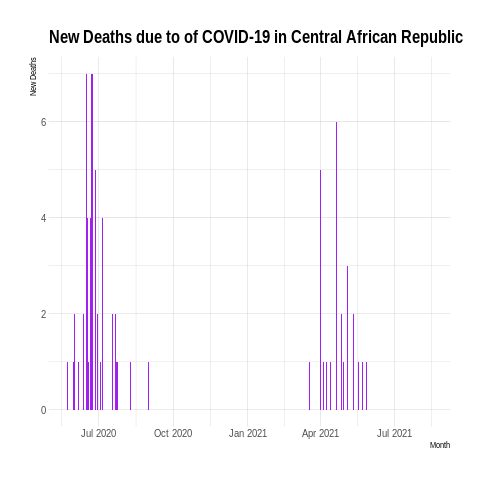 New Deaths due to of COVID-19 in Central African Republic
New Deaths
6
4
2
0
Jul 2020 Oct 2020 Jan 2021 Apr 2021 Jul 2021
Month